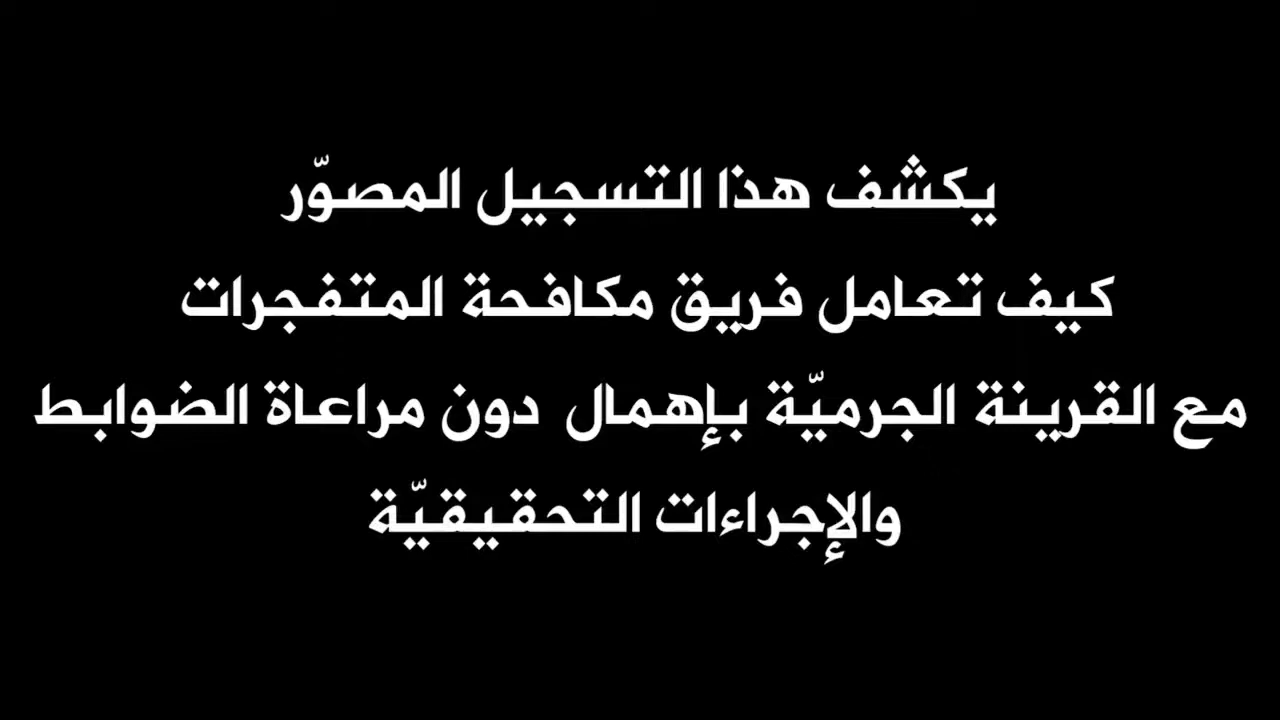 يكشف هذا التسجيل المصوّر
كيف تعامل فريق مكافحة المتفجرات
مع القرينة الجرميّة بإهمال دون مراعاة الضوابط
والإجراءات التحقيقيّة